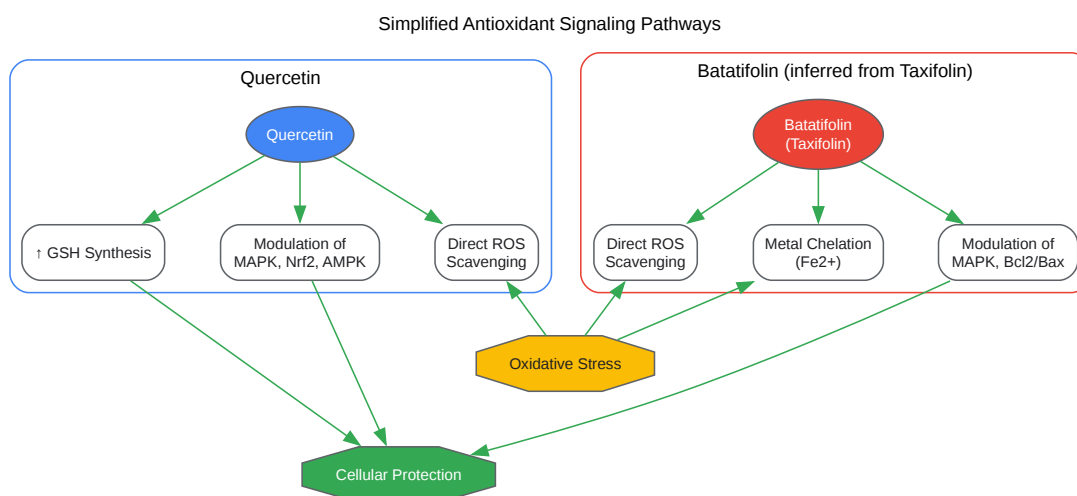 Simplified Antioxidant Signaling Pathways
Quercetin
Batatifolin (inferred from Taxifolin)
Quercetin
Batatifolin
(Taxifolin)
↑ GSH Synthesis
Modulation of
MAPK, Nrf2, AMPK
Direct ROS
Scavenging
Direct ROS
Scavenging
Metal Chelation
(Fe2+)
Modulation of
MAPK, Bcl2/Bax
Oxidative Stress
Cellular Protection